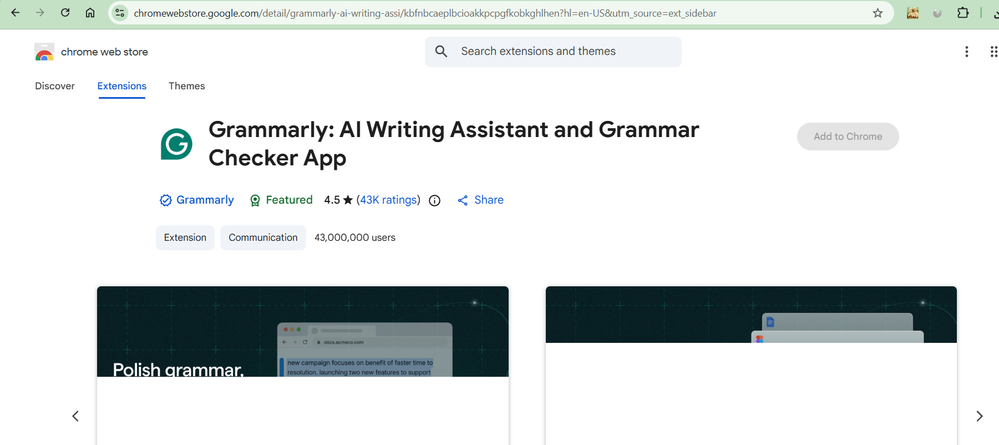 chromewebstore.google.com/detail/grammarly-ai-writing-assi/kbfnbcaeplbcioakkpcpgfkobkghlhen?hl=en-US&utm_source=ext_sidebar
chrome web store
Search extensions and themes
Discover
Extensions
Themes
Grammarly: AI Writing Assistant and Grammar
Checker App
Add to Chrome
Grammarly
Featured
4.5 ★ (43K ratings)
Share
Extension
Communication
43,000,000 users
docs.acmeco.com
new campaign focuses on benefit of faster time to
resolution. launching two new features to support
Polish grammar.